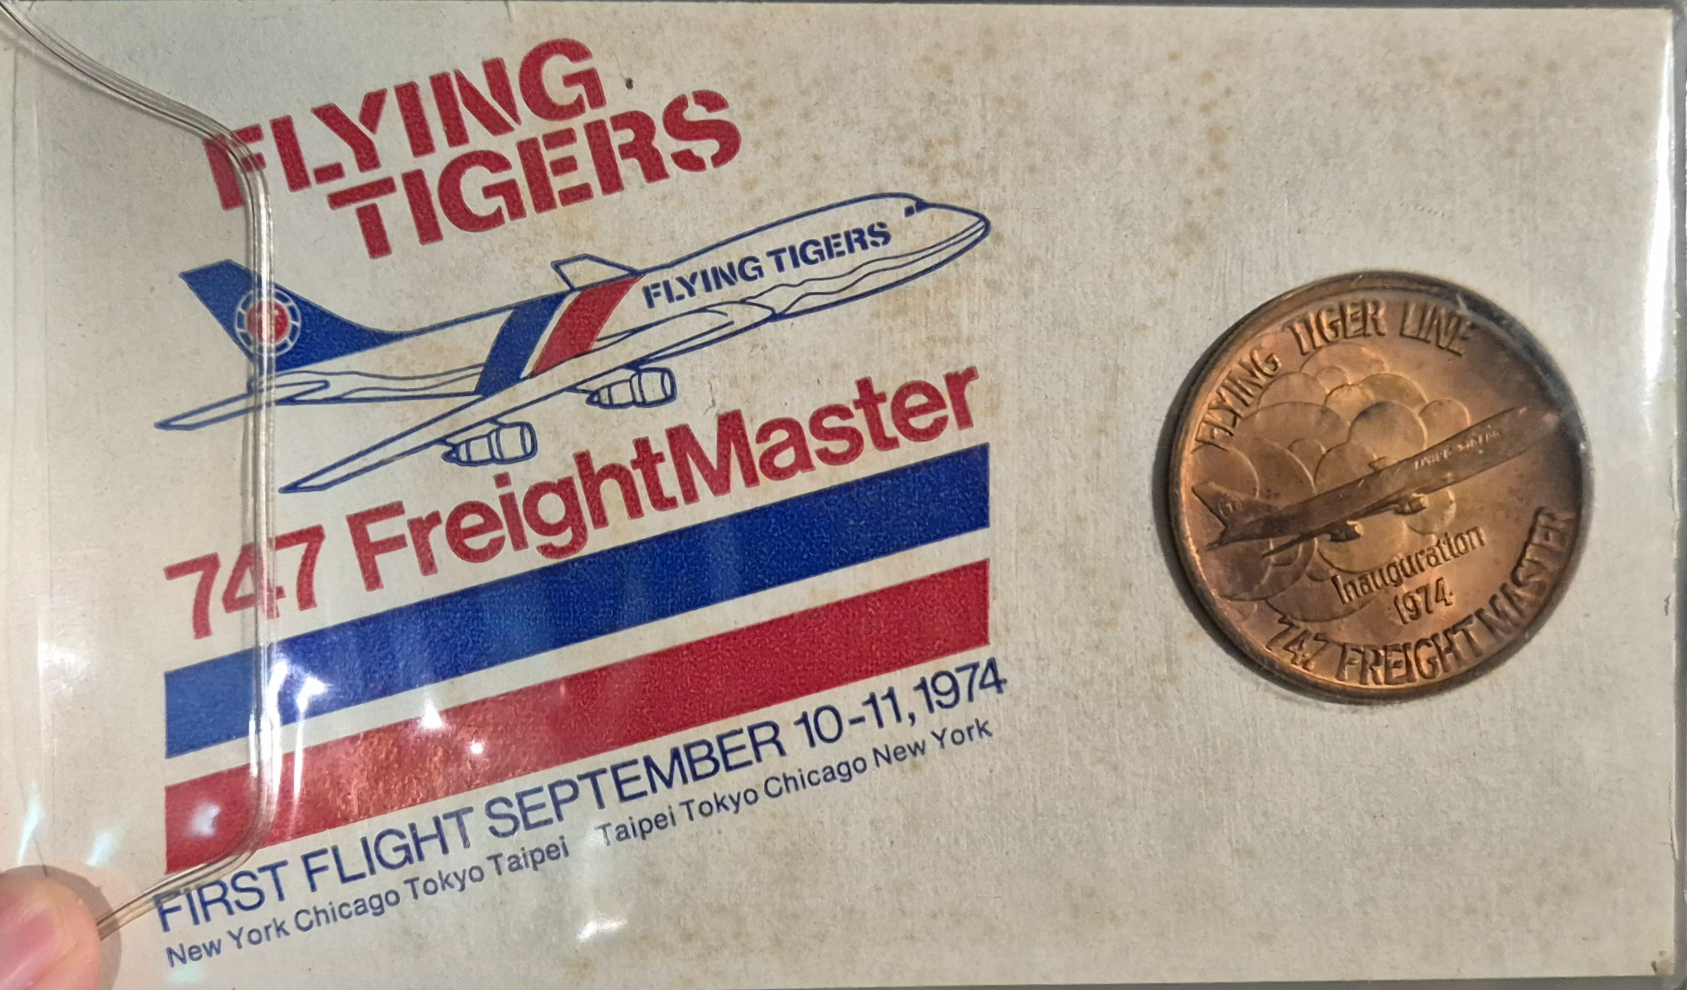 FLYING
TIGERS
FLYING TIGERS
747 FreightMaster
FIRST FLIGHT SEPTEMBER 10-11, 1974
New York Chicago Tokyo Taipei Taipei Tokyo Chicago New York
FLYING TIGER LINE
Inauguration
1974
747 FREIGHTMASTER